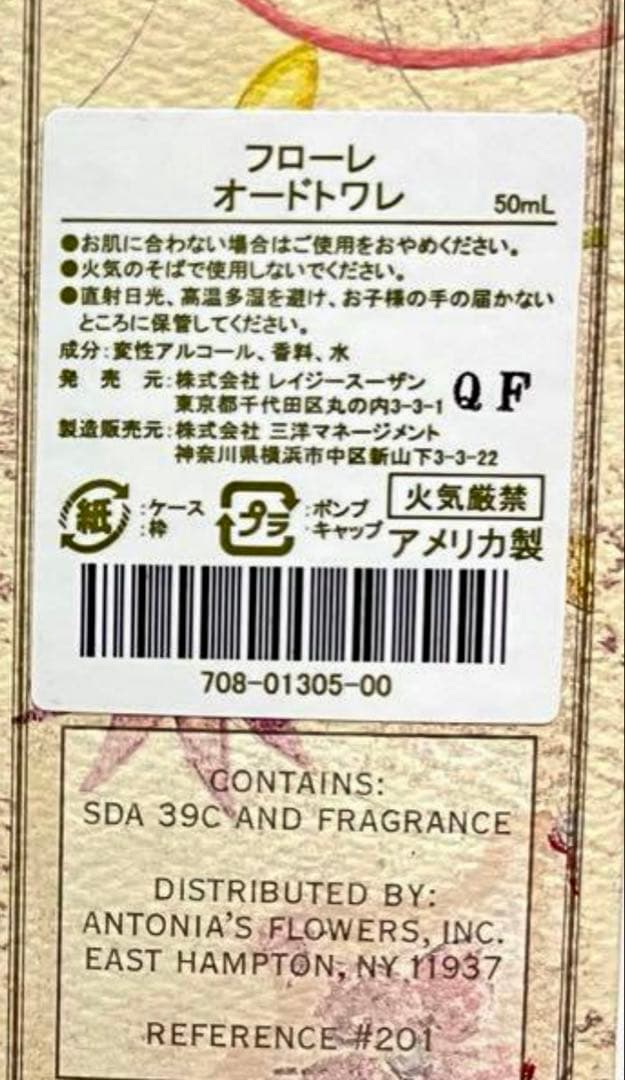 フローレ
オードトワレ 50mL
●お肌に合わない場合はご使用をおやめください。
●火気のそばで使用しないでください。
●直射日光、高温多湿を避け、お子様の手の届かない
ところに保管してください。
成分:変性アルコール、香料、水
発売元:株式会社 レイジースーザン
東京都千代田区丸の内3-3-1
QF
製造販売元:株式会社 三洋マネージメント
神奈川県横浜市中区新山下3-3-22
紙 :ケース
:枠
プラ :ポンプ
:キャップ
火気厳禁
アメリカ製
708-01305-00
CONTAINS:
SDA 39C AND FRAGRANCE
DISTRIBUTED BY:
ANTONIA'S FLOWERS, INC.
EAST HAMPTON, NY 11937
REFERENCE #201